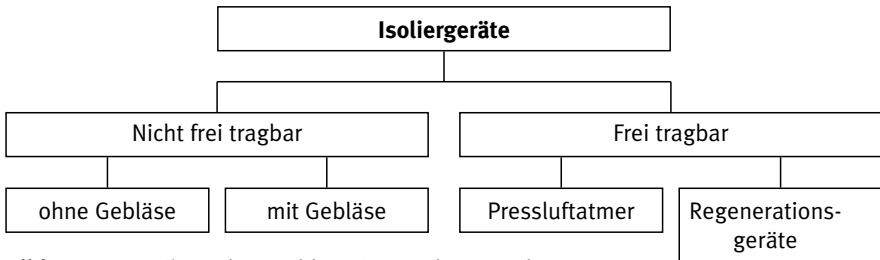 Isoliergeräte
Nicht frei tragbar
Frei tragbar
ohne Gebläse
mit Gebläse
Pressluftatmer
Regenerations-
geräte